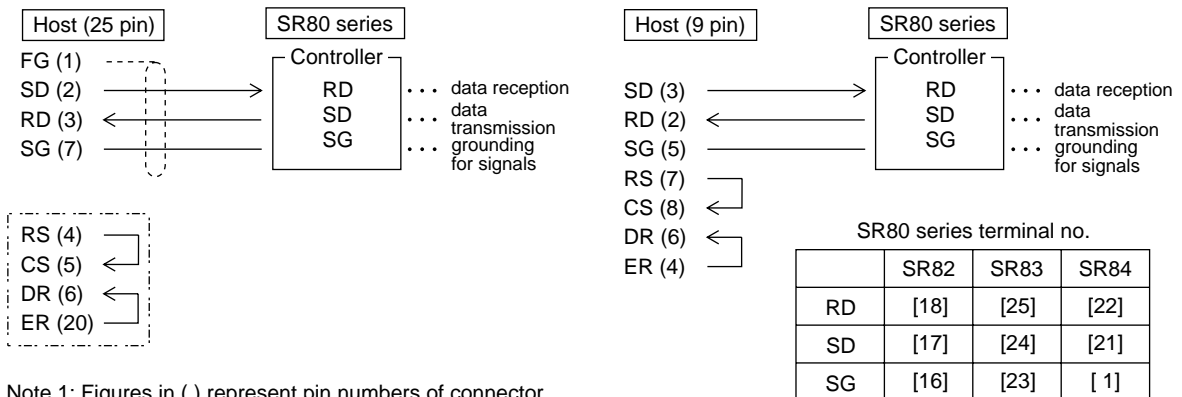 Host (25 pin)
SR80 series
FG (1)
SD (2)
RD (3)
SG (7)
Controller
RD
SD
SG
data reception
data
transmission
grounding
for signals
RS (4)
CS (5)
DR (6)
ER (20)
Host (9 pin)
SR80 series
SD (3)
RD (2)
SG (5)
RS (7)
CS (8)
DR (6)
ER (4)
Controller
RD
SD
SG
data reception
data
transmission
grounding
for signals
SR80 series terminal no.
SR82 SR83 SR84
RD [18] [25] [22]
SD [17] [24] [21]
SG [16] [23] [ 1]
Note 1: Figures in ( ) represent pin numbers of connector